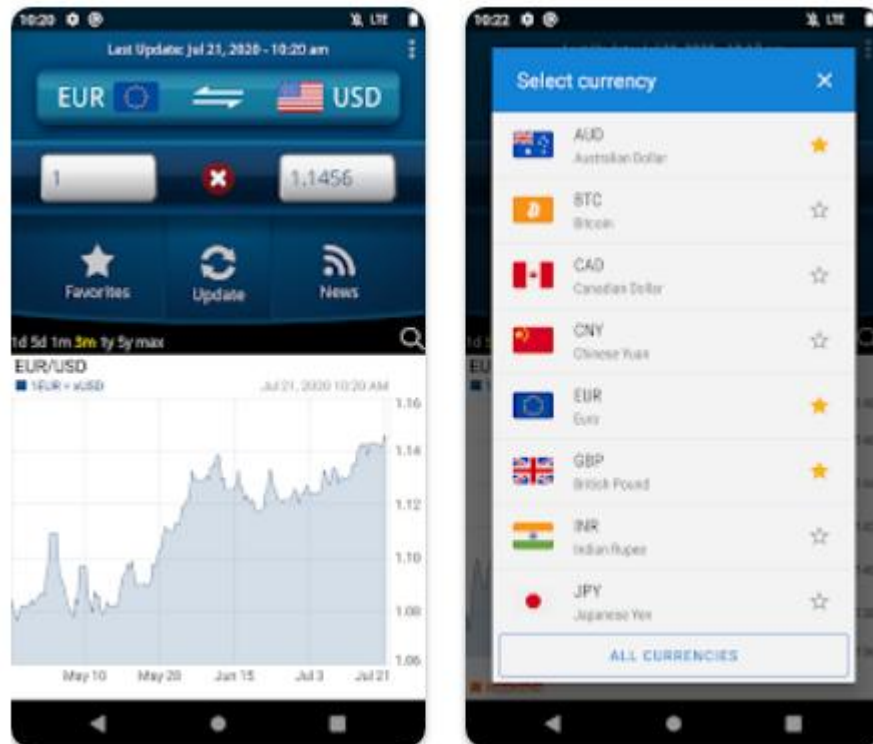 10:20
LTE
Last Update: Jul 21, 2020 - 10:20 am
EUR USD
1 1.1456
Favorites Update News
1d 5d 1m 3m 1y 5y max
EUR/USD
1EUR = xUSD Jul 21, 2020 10:20 AM
1.16
1.14
1.12
1.10
1.08
1.06
May 10 May 28 Jun 15 Jul 3 Jul 21
10:22
LTE
Select currency
AUD
Australian Dollar
BTC
Bitcoin
CAD
Canadian Dollar
CNY
Chinese Yuan
EUR
Euro
GBP
British Pound
INR
Indian Rupee
JPY
Japanese Yen
ALL CURRENCIES